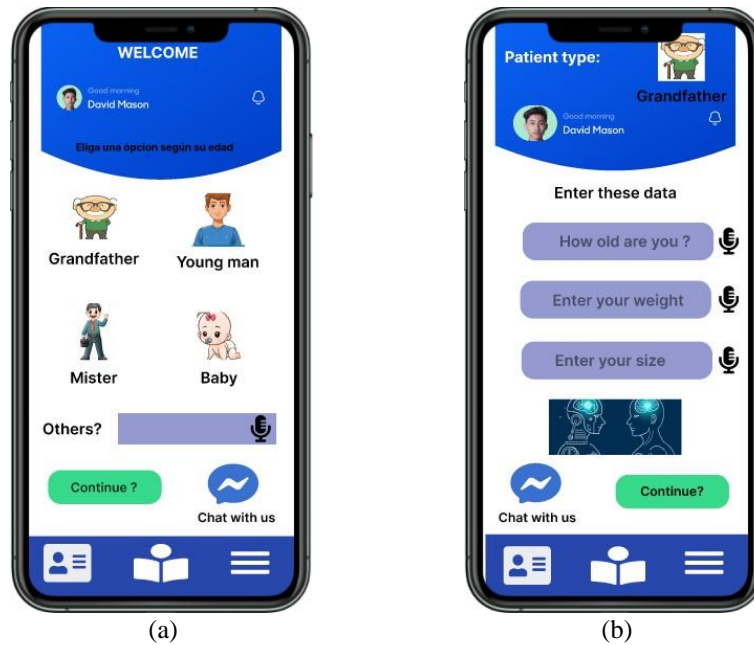 WELCOME
Good morning
David Mason
Eliga una ópcion según su edad
Grandfather
Young man
Mister
Baby
Others?
Continue ?
Chat with us
(a)
Patient type:
Grandfather
Good morning
David Mason
Enter these data
How old are you ?
Enter your weight
Enter your size
Chat with us
Continue?
(b)